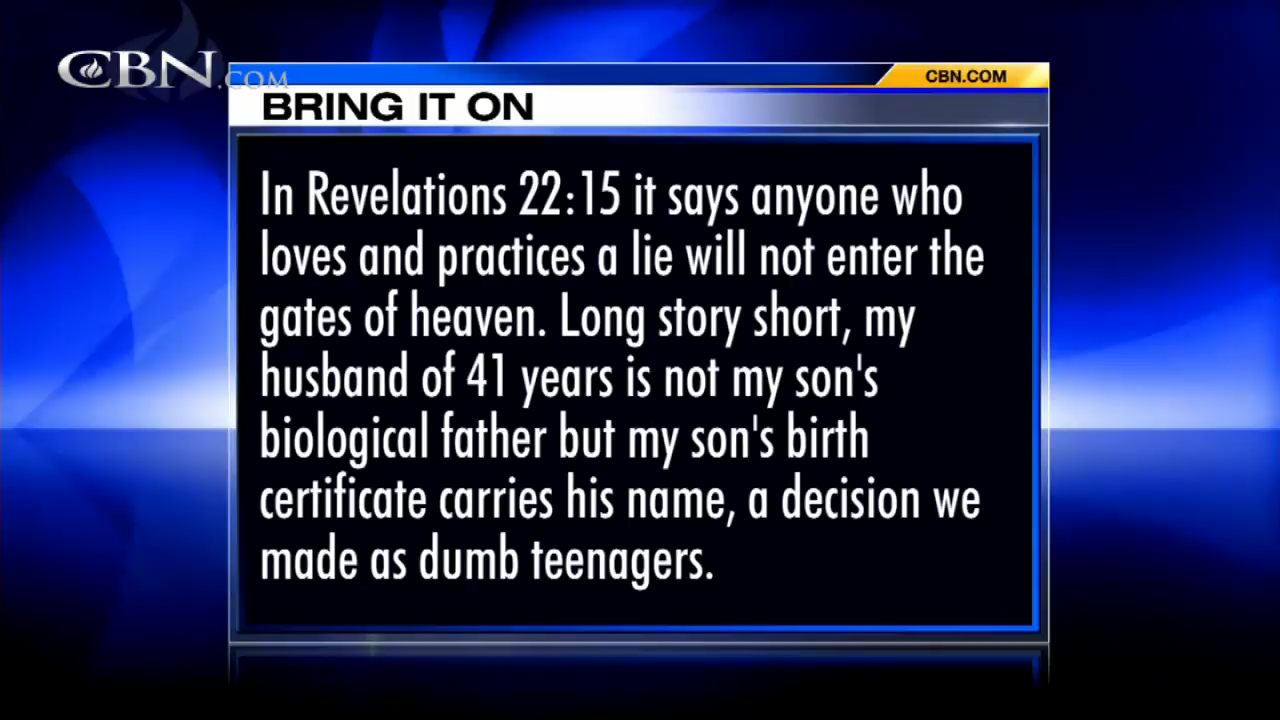 CBN.COM
CBN.COM
BRING IT ON
In Revelations 22:15 it says anyone who
loves and practices a lie will not enter the
gates of heaven. Long story short, my
husband of 41 years is not my son's
biological father but my son's birth
certificate carries his name, a decision we
made as dumb teenagers.